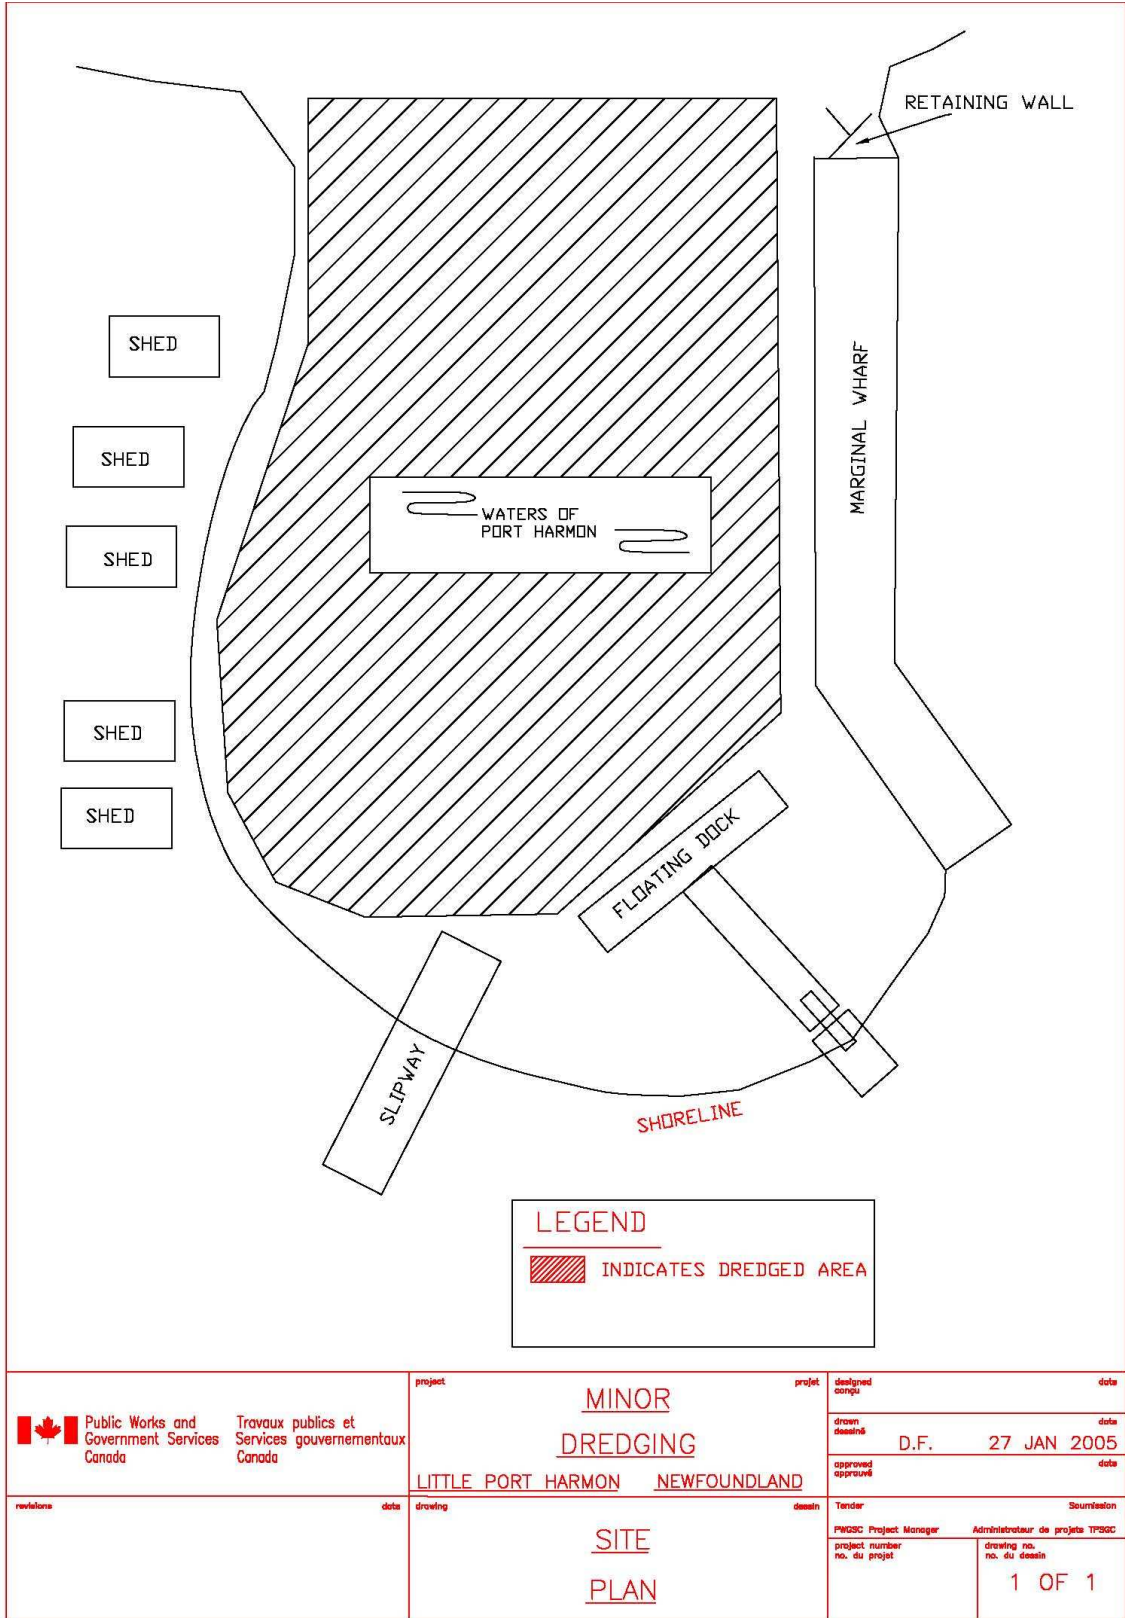 RETAINING WALL
SHED
MARGINAL WHARF
SHED
WATERS OF
PORT HARMON
SHED
SHED
SHED
FLOATING DOCK
SLIPWAY
SHORELINE
LEGEND
INDICATES DREDGED AREA
Public Works and
Government Services
Canada
Travaux publics et
Services gouvernementaux
Canada
project projet
MINOR
DREDGING
LITTLE PORT HARMON NEWFOUNDLAND
designed date
conçu
drawn date
dessiné
D.F. 27 JAN 2005
approved date
approuvé
revisions date
drawing dessin
SITE
PLAN
Tender Soumission
PWGSC Project Manager Administrateur de projets TPSGC
project number
no. du projet
drawing no.
no. du dessin
1 OF 1